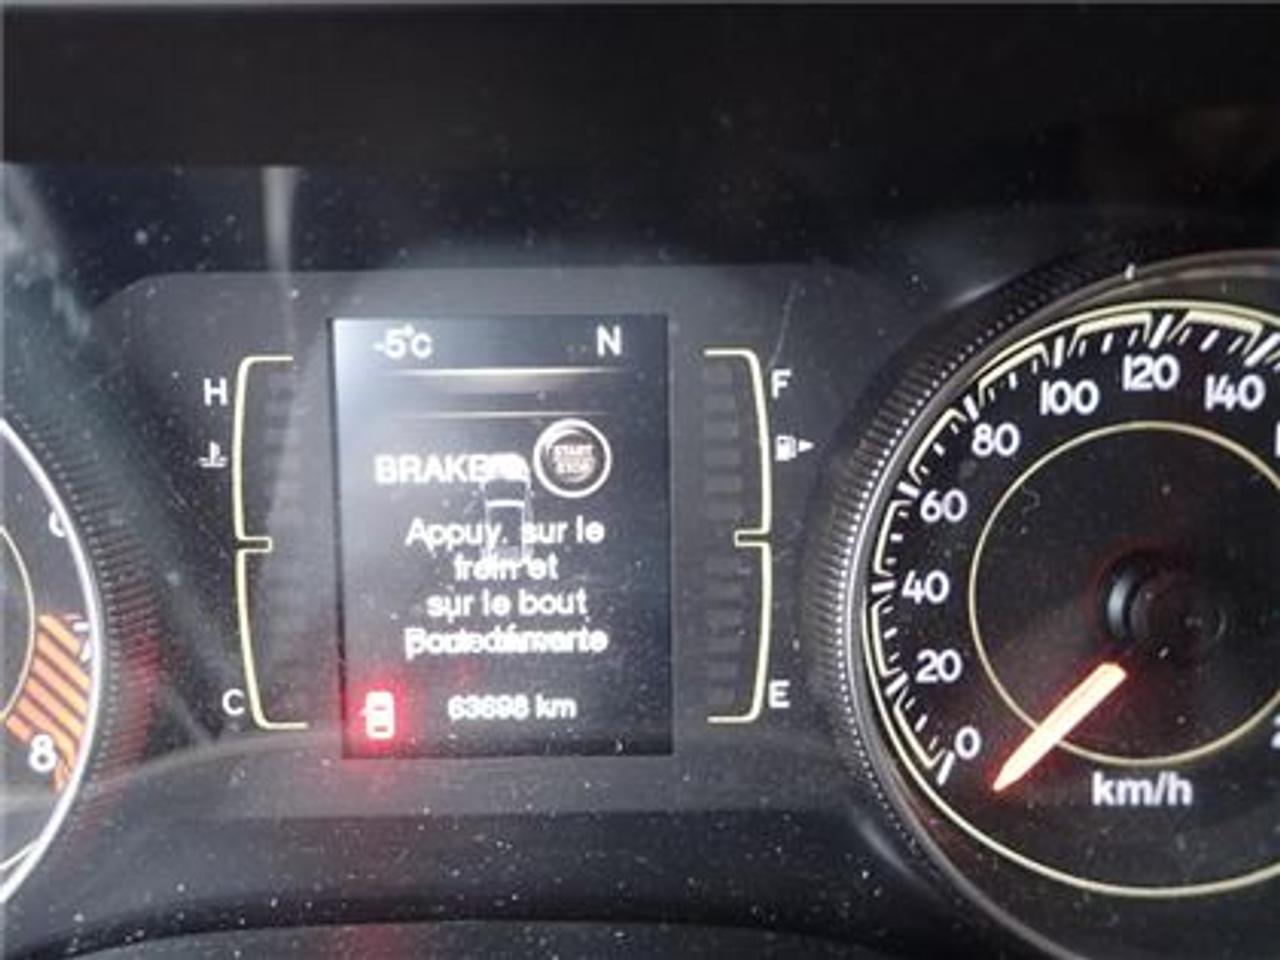 -5°C N
H F
START
STOP
BRAKE
Appuy. sur le
frein et
sur le bout
C E
63698 km
8
0 20 40 60 80 100 120 140
km/h